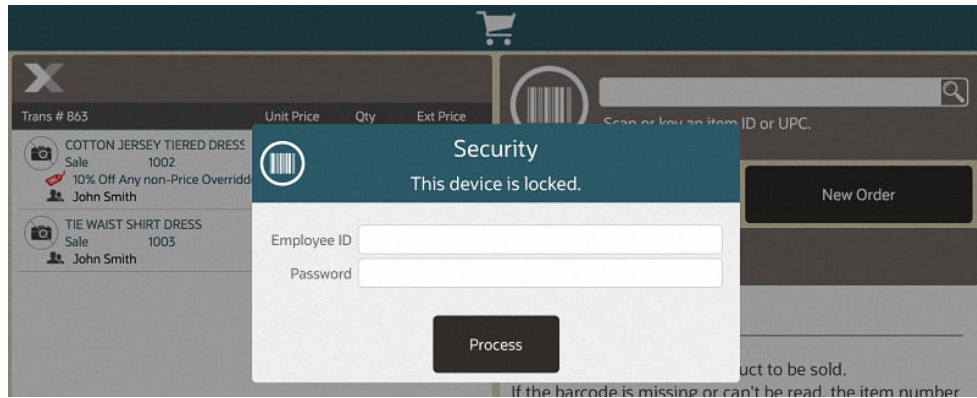 Trans # 863 Unit Price Qty Ext Price
COTTON JERSEY TIERED DRESS
Sale 1002
10% Off Any non-Price
John Smith
TIE WAIST SHIRT DRESS
Sale 1003
John Smith
Scan or key an item ID or UPC.
New Order
Security
This device is locked.
Employee ID
Password
Process
to be sold.
If the barcode is missing or can't be read, the item number